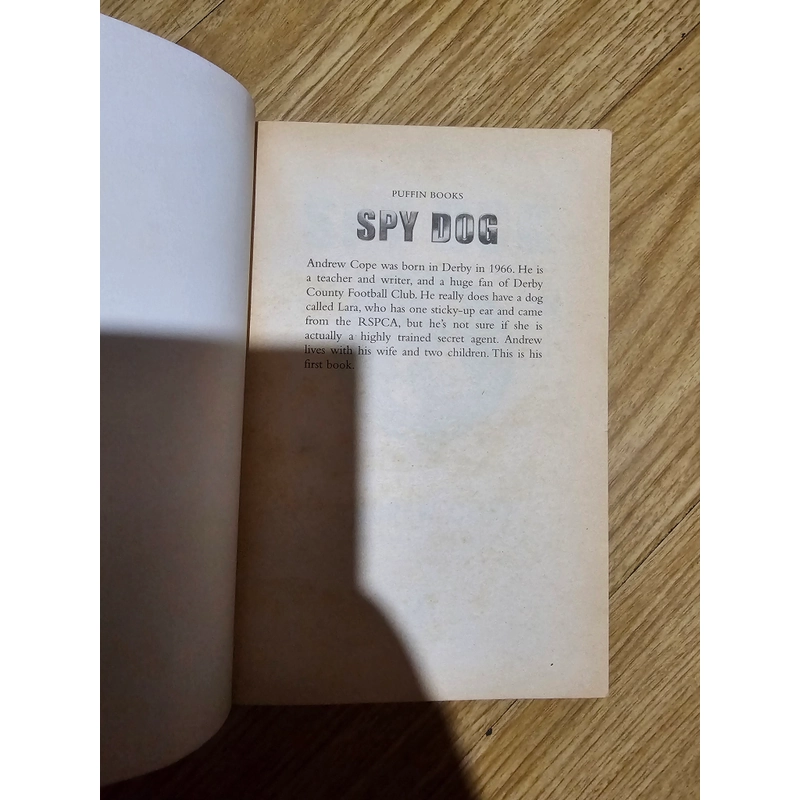 PUFFIN BOOKS
SPY DOG
Andrew Cope was born in Derby in 1966. He is
a teacher and writer, and a huge fan of Derby
County Football Club. He really does have a dog
called Lara, who has one sticky-up ear and came
from the RSPCA, but he's not sure if she is
actually a highly trained secret agent. Andrew
lives with his wife and two children. This is his
first book.